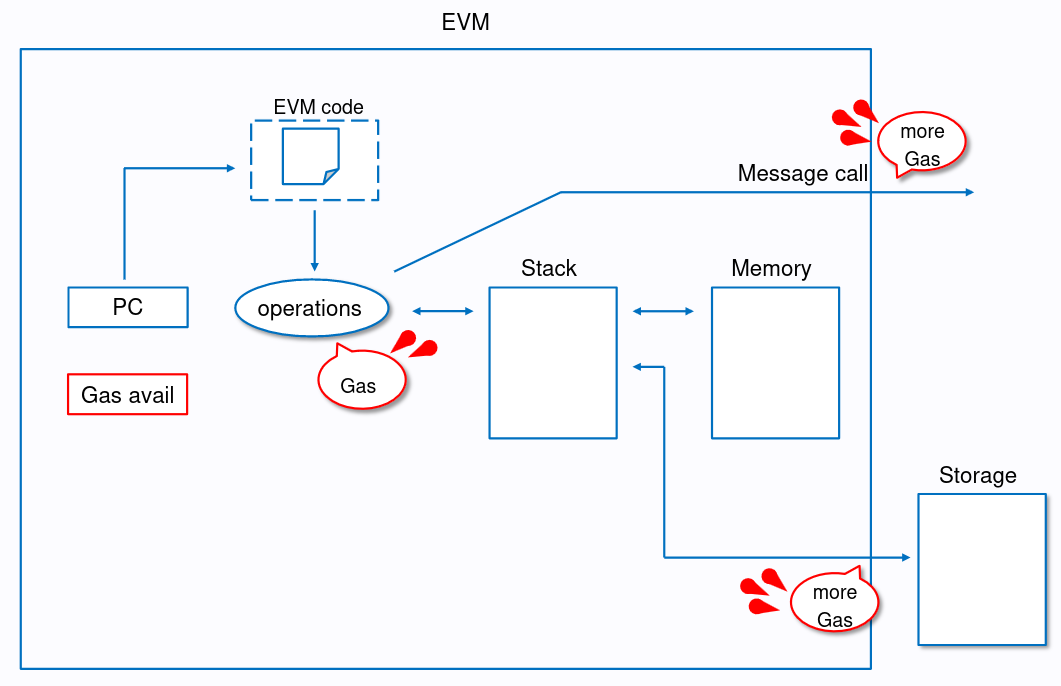 EVM
EVM code
more
Gas
Message call
Stack
Memory
PC
operations
Gas avail
Gas
Storage
more
Gas